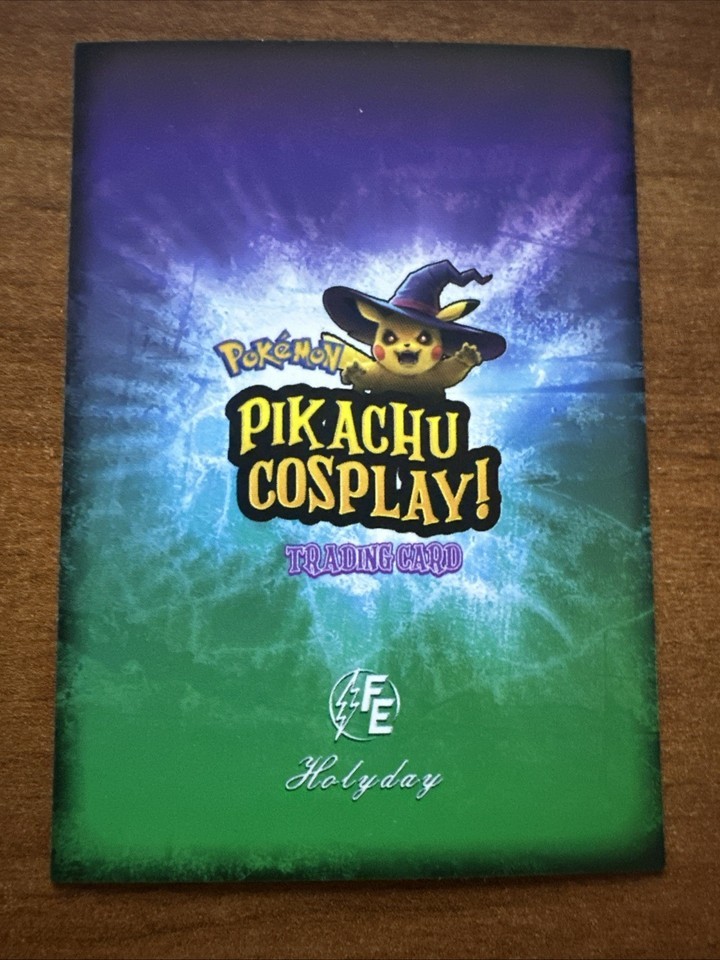 POKéMON
PIKACHU
COSPLAY!
TRADING CARD
FE
Holyday